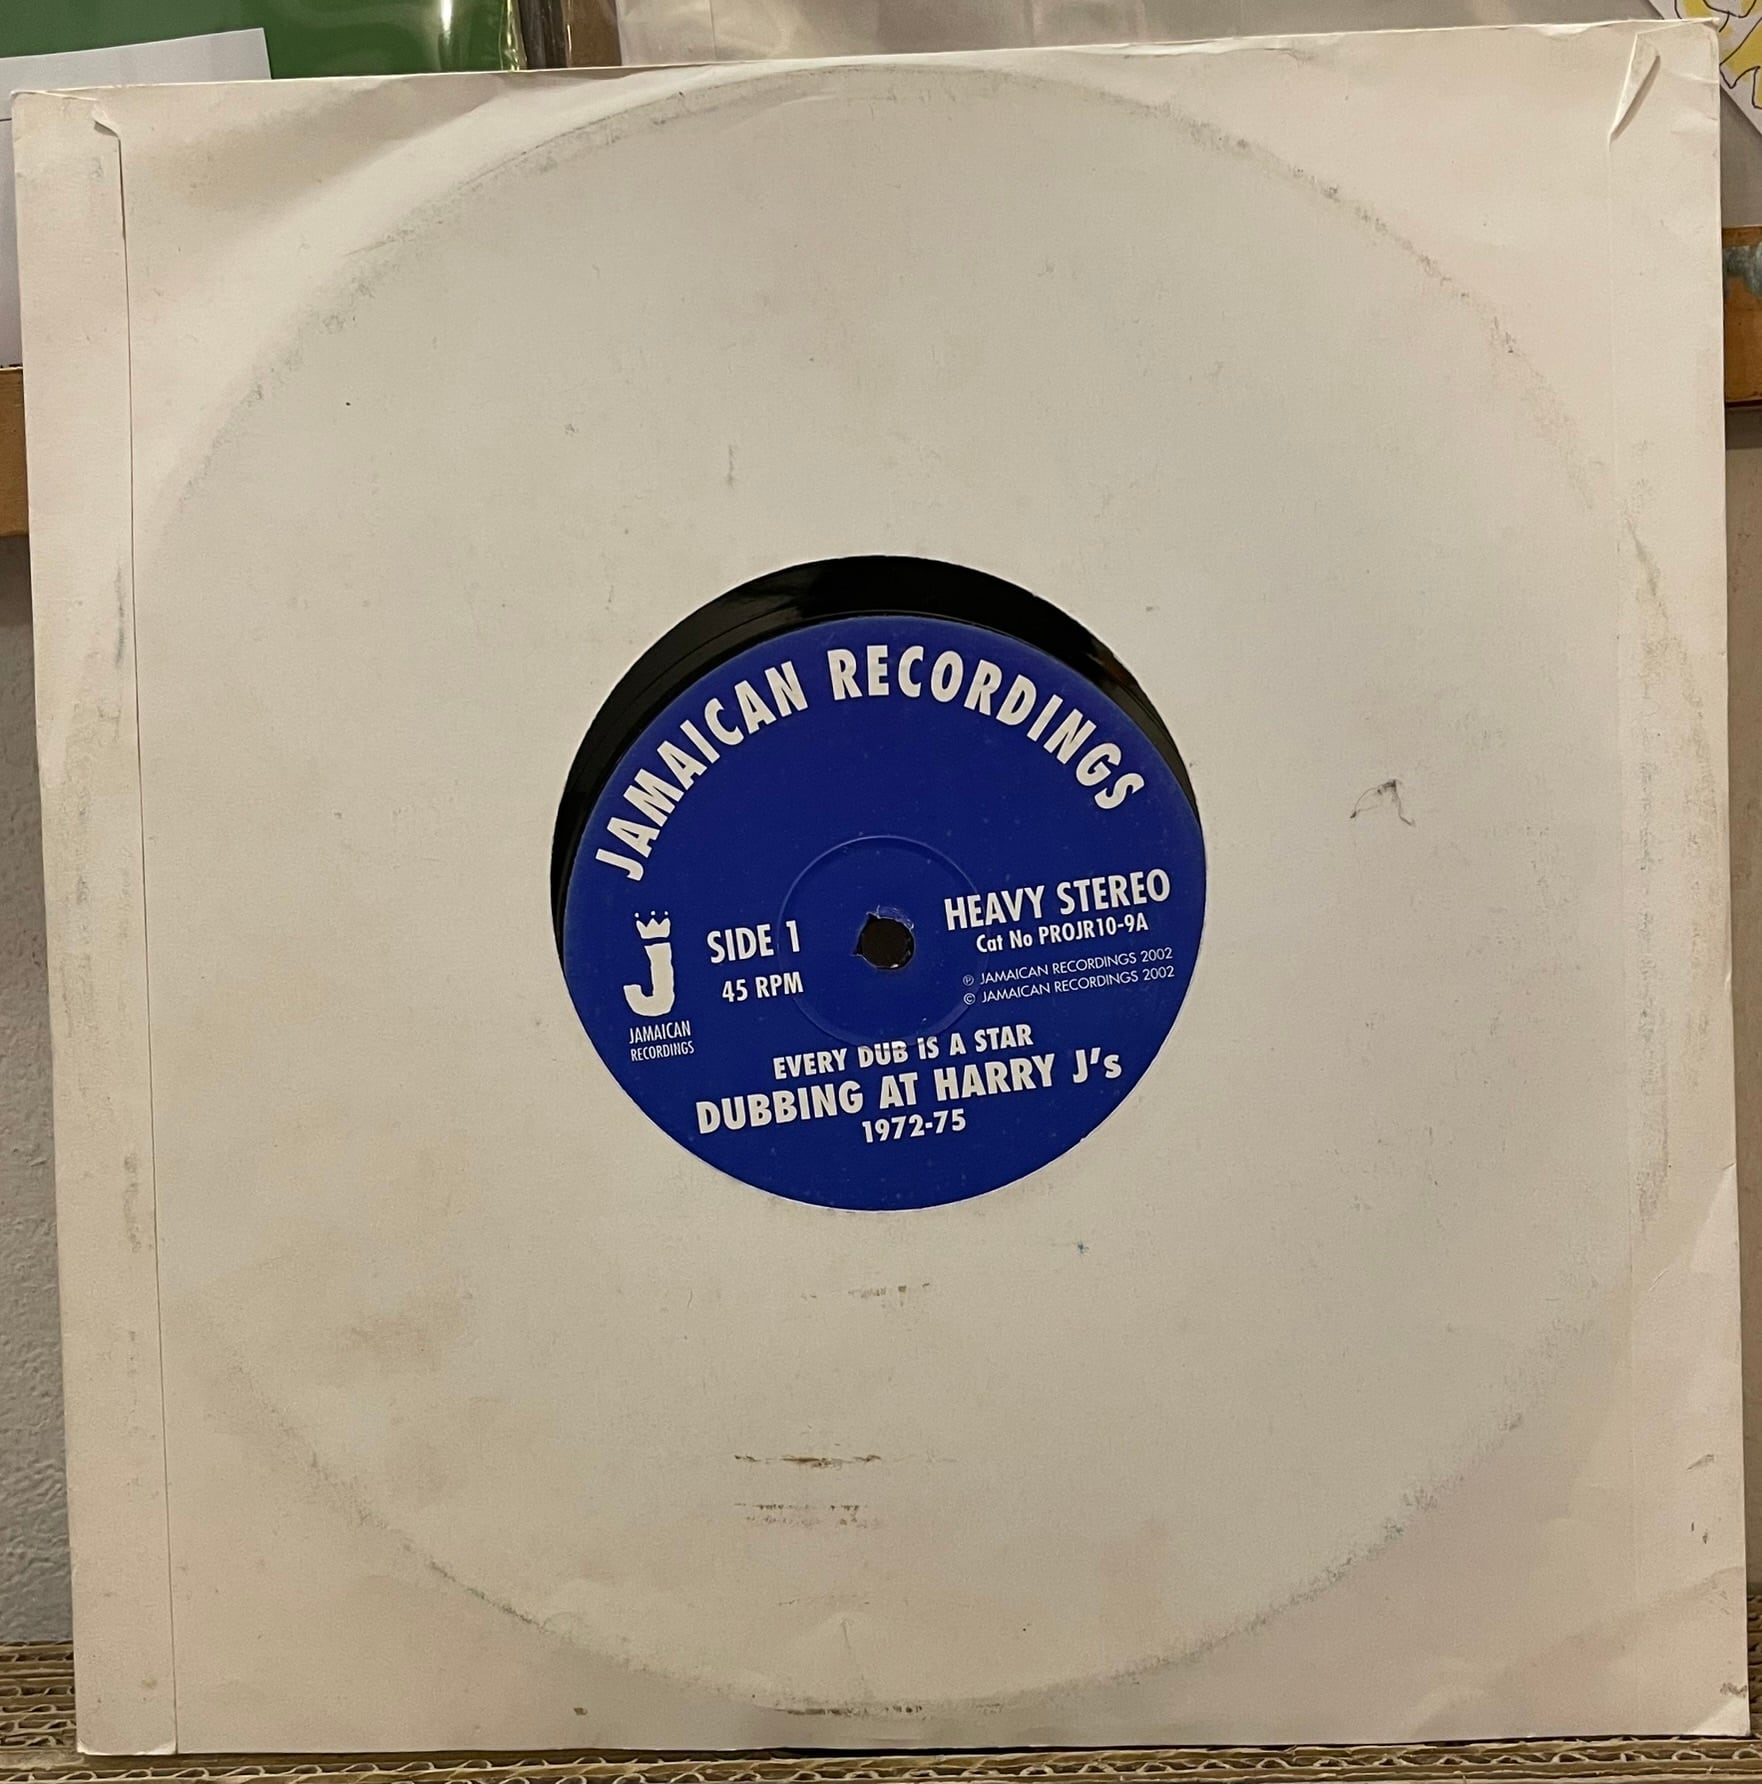 JAMAICAN RECORDINGS
J
JAMAICAN
RECORDINGS
SIDE 1
45 RPM
HEAVY STEREO
Cat No PROJR10-9A
℗ JAMAICAN RECORDINGS 2002
© JAMAICAN RECORDINGS 2002
EVERY DUB IS A STAR
DUBBING AT HARRY J's
1972-75